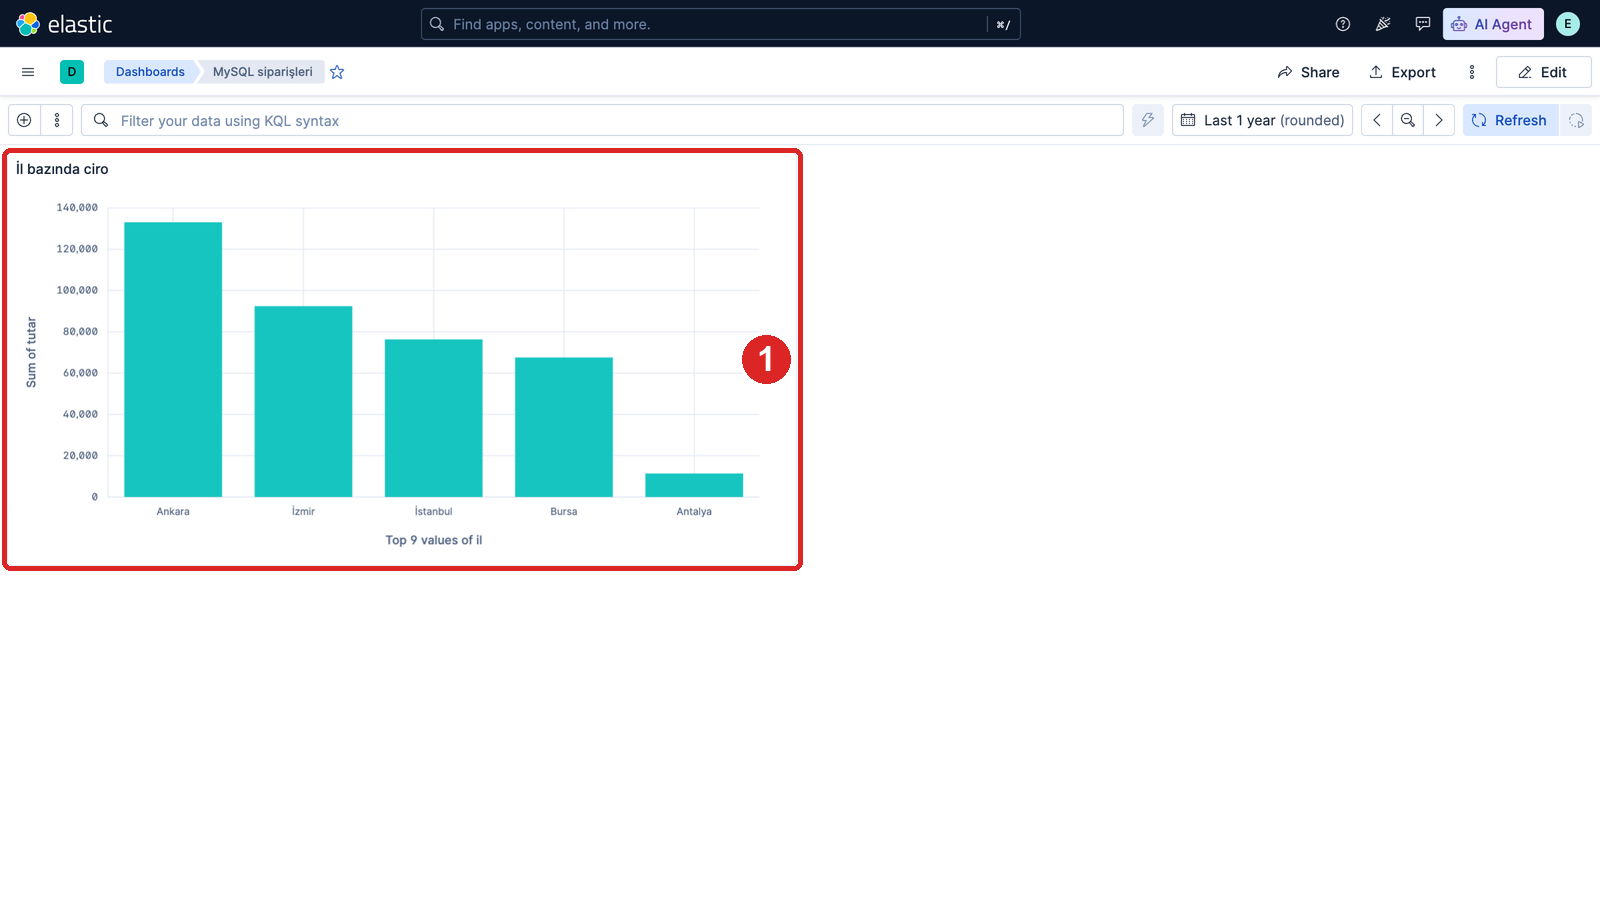 elastic
Find apps, content, and more.
⌘/
AI Agent
E
D
Dashboards
MySQL siparişleri
Share
Export
Edit
Filter your data using KQL syntax
Last 1 year (rounded)
Refresh
İl bazında ciro
140,000
120,000
100,000
80,000
60,000
40,000
20,000
0
Sum of tutar
Ankara
İzmir
İstanbul
Bursa
Antalya
Top 9 values of il
1